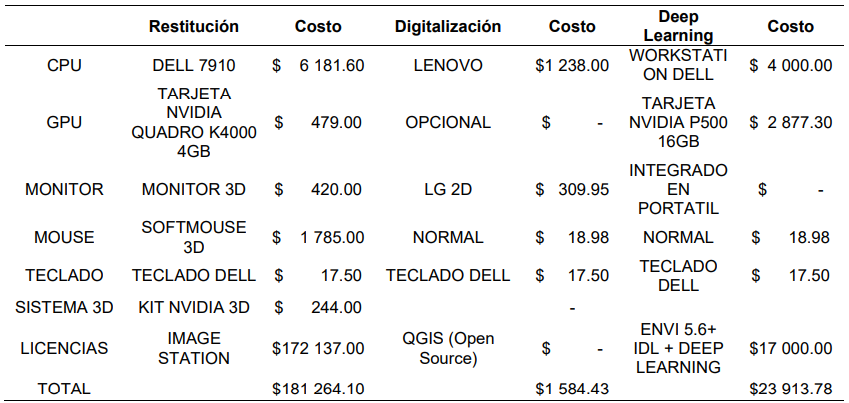 Restitución Costo Digitalización Costo Deep Learning Costo
CPU DELL 7910 $ 6 181.60 LENOVO $1 238.00 WORKSTATI ON DELL $ 4 000.00
GPU TARJETA NVIDIA QUADRO K4000 4GB $ 479.00 OPCIONAL $ - TARJETA NVIDIA P500 16GB $ 2 877.30
MONITOR MONITOR 3D $ 420.00 LG 2D $ 309.95 INTEGRADO EN PORTATIL $ -
MOUSE SOFTMOUSE 3D $ 1 785.00 NORMAL $ 18.98 NORMAL $ 18.98
TECLADO TECLADO DELL $ 17.50 TECLADO DELL $ 17.50 TECLADO DELL $ 17.50
SISTEMA 3D KIT NVIDIA 3D $ 244.00 -
LICENCIAS IMAGE STATION $172 137.00 QGIS (Open Source) $ - ENVI 5.6+ IDL + DEEP LEARNING $17 000.00
TOTAL $181 264.10 $1 584.43 $23 913.78